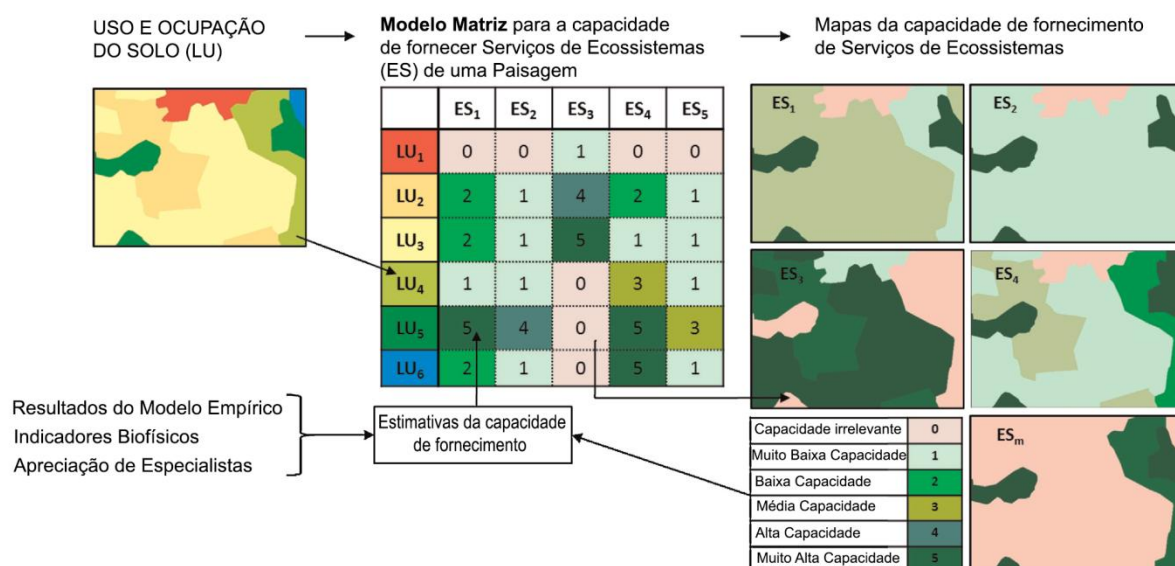 USO E OCUPAÇÃO
DO SOLO (LU)
Modelo Matriz para a capacidade
de fornecer Serviços de Ecossistemas
(ES) de uma Paisagem
Mapas da capacidade de fornecimento
de Serviços de Ecossistemas
ES₁ ES₂ ES₃ ES₄ ES₅
LU₁ 0 0 1 0 0
LU₂ 2 1 4 2 1
LU₃ 2 1 5 1 1
LU₄ 1 1 0 3 1
LU₅ 5 4 0 5 3
LU₆ 2 1 0 5 1
ES₁
ES₂
ES₃
ES₄
ESₘ
Resultados do Modelo Empírico
Indicadores Biofísicos
Apreciação de Especialistas
Estimativas da capacidade
de fornecimento
Capacidade irrelevante 0
Muito Baixa Capacidade 1
Baixa Capacidade 2
Média Capacidade 3
Alta Capacidade 4
Muito Alta Capacidade 5